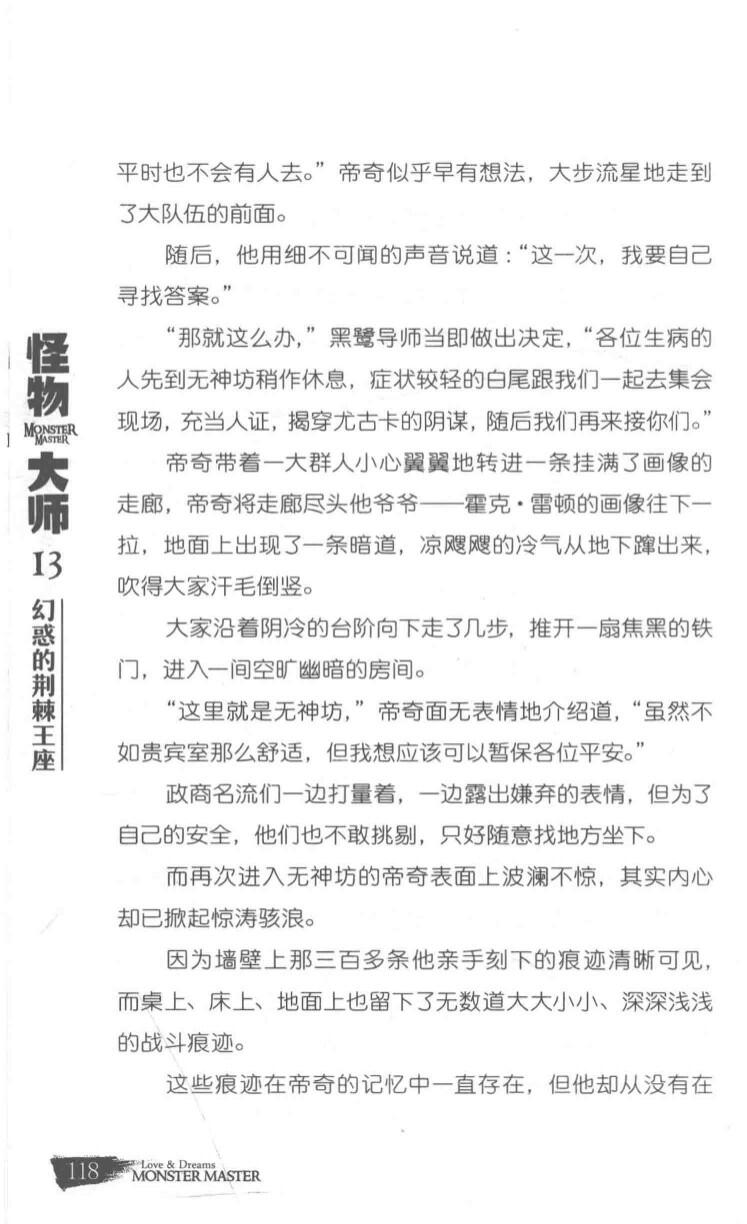 平时也不会有人去。”帝奇似乎早有想法，大步流星地走到
了大队伍的前面。
随后，他用细不可闻的声音说道：“这一次，我要自己
寻找答案。”
“那就这么办，”黑鹭导师当即做出决定，“各位生病的
人先到无神坊稍作休息，症状较轻的白尾跟我们一起去集会
现场，充当人证，揭穿尤古卡的阴谋，随后我们再来接你们。”
帝奇带着一大群人小心翼翼地转进一条挂满了画像的
走廊，帝奇将走廊尽头他爷爷——霍克·雷顿的画像往下一
拉，地面上出现了一条暗道，凉飕飕的冷气从地下蹿出来，
吹得大家汗毛倒竖。
大家沿着阴冷的台阶向下走了几步，推开一扇焦黑的铁
门，进入一间空旷幽暗的房间。
“这里就是无神坊，”帝奇面无表情地介绍道，“虽然不
如贵宾室那么舒适，但我想应该可以暂保各位平安。”
政商名流们一边打量着，一边露出嫌弃的表情，但为了
自己的安全，他们也不敢挑剔，只好随意找地方坐下。
而再次进入无神坊的帝奇表面上波澜不惊，其实内心
却已掀起惊涛骇浪。
因为墙壁上那三百多条他亲手刻下的痕迹清晰可见，
而桌上、床上、地面上也留下了无数道大大小小、深深浅浅
的战斗痕迹。
这些痕迹在帝奇的记忆中一直存在，但他却从没有在
怪物
MONSTER
MASTER
大师
13
幻惑的荆棘王座
118
Love & Dreams
MONSTER MASTER